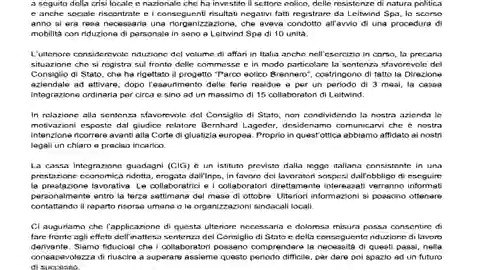 a seguito della crisi locale e nazionale che ha investito il settore eolico, delle resistenze di natura politica
e anche sociale riscontrate e i conseguenti risultati negativi fatti registrare da Leitwind Spa, lo scorso
anno si era resa necessaria una riorganizzazione, che aveva condotto all'avvio di una procedura di
mobilità con riduzione di personale in seno a Leitwind Spa di 10 unità.
L'ulteriore considerevole riduzione del volume di affari in Italia anche nell'esercizio in corso, la precaria
situazione che si registra sul fronte delle commesse e in modo particolare la sentenza sfavorevole del
Consiglio di Stato, che ha rigettato il progetto "Parco eolico Brennero", costringono di fatto la Direzione
aziendale ad attivare, dopo l'esaurimento delle ferie residue e per un periodo di 3 mesi, la cassa
integrazione ordinaria per circa e sino ad un massimo di 15 collaboratori di Leitwind.
In relazione alla sentenza sfavorevole del Consiglio di Stato, non condividendo la nostra azienda le
motivazioni esposte dal giudice relatore Bernhard Lageder, desideriamo comunicarvi che è nostra
intenzione ricorrere avanti alla Corte di giustizia europea. Proprio in quest'ottica abbiamo affidato ai nostri
legali un chiaro e preciso incarico.
La cassa integrazione guadagni (CIG) è un istituto previsto dalla legge italiana consistente in una
prestazione economica ridotta, erogata dall'Inps, in favore dei lavoratori sospesi dall'obbligo di eseguire
la prestazione lavorativa. Le collaboratrici e i collaboratori direttamente interessati verranno informati
personalmente entro la terza settimana del mese di ottobre. Ulteriori informazioni si possono ottenere
contattando il reparto risorse umane o le organizzazioni sindacali locali.
Ci auguriamo che l'applicazione di questa ulteriore necessaria e dolorosa misura possa consentire di
fare fronte agli effetti dell'inattesa sentenza del Consiglio di Stato e della conseguente riduzione di lavoro
derivante. Siamo fiduciosi che i collaboratori possano comprendere la necessità di questi passi, nella
consapevolezza di riuscire a superare assieme questo periodo difficile, per dare poi spazio ad un futuro
di successo.